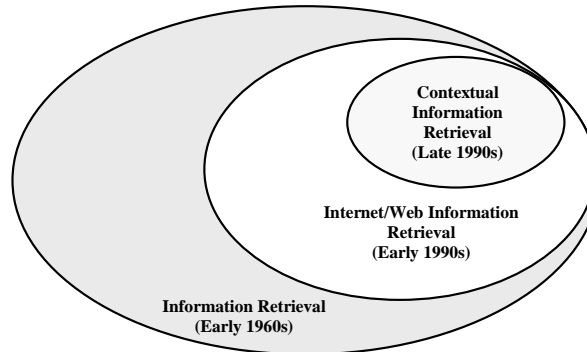 Contextual
Information
Retrieval
(Late 1990s)
Internet/Web Information
Retrieval
(Early 1990s)
Information Retrieval
(Early 1960s)